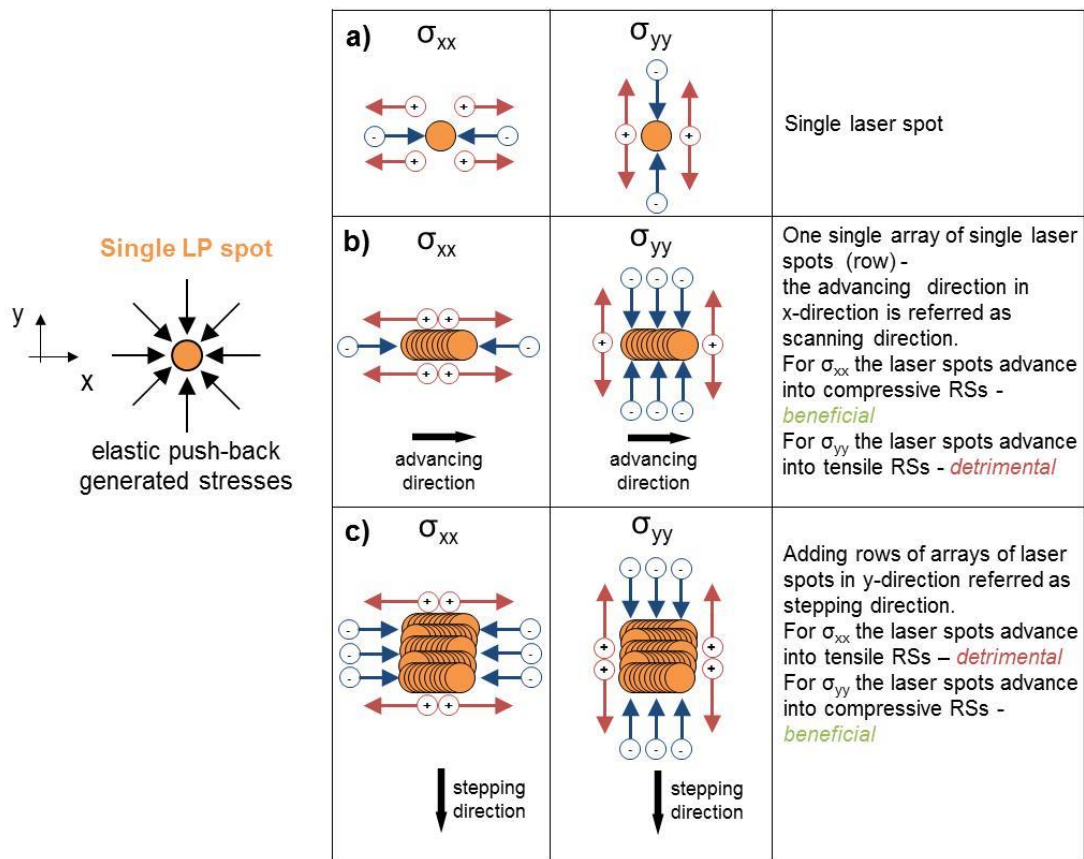 Single LP spot
y
x
elastic push-back
generated stresses
a)
σxx
σyy
-
-
+
+
-
-
+
+
+
+
-
Single laser spot
b)
σxx
σyy
-
-
-
+
+
-
-
+
+
+
+
-
-
-
advancing
direction
advancing
direction
One single array of single laser
spots (row) -
the advancing direction in
x-direction is referred as
scanning direction.
For σxx the laser spots advance
into compressive RSs -
beneficial
For σyy the laser spots advance
into tensile RSs - detrimental
c)
σxx
σyy
-
-
-
+
+
-
-
-
-
-
-
+
+
+
+
+
+
-
-
-
stepping
direction
stepping
direction
Adding rows of arrays of laser
spots in y-direction referred as
stepping direction.
For σxx the laser spots advance
into tensile RSs – detrimental
For σyy the laser spots advance
into compressive RSs -
beneficial